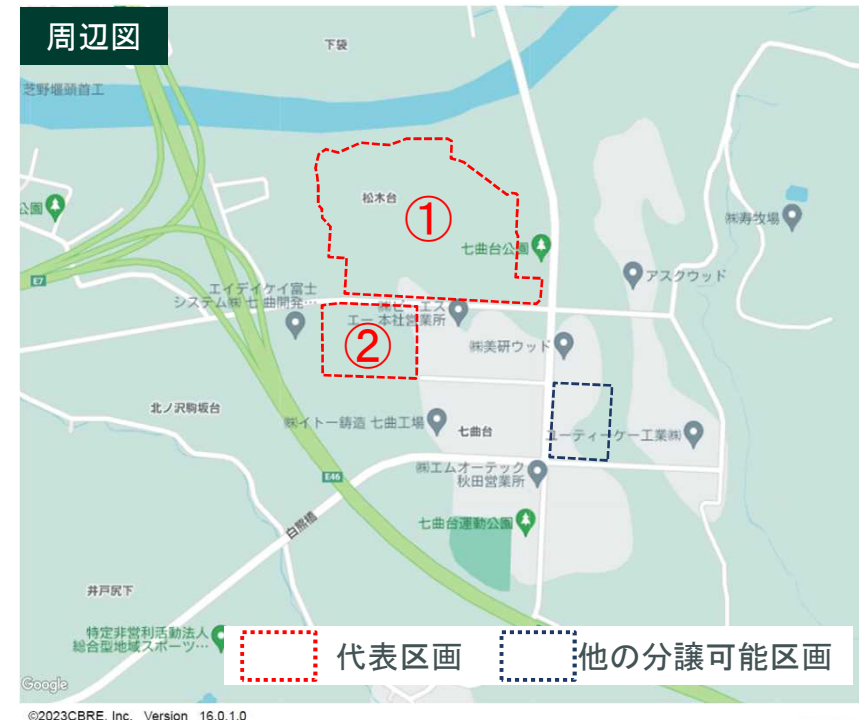 周辺図
下袋
芝野堰頭首工
公園
松木台
①
七曲台公園
㈱寿牧場
アスクウッド
E7
エイデイケイ富士
システム㈱ 七曲開発…
エー 本社営業所
②
㈱美研ウッド
北ノ沢駒坂台
㈱イトー鋳造 七曲工場
七曲台
ユーティーケー工業㈱
㈱エムオーテック
秋田営業所
E46
白熊橋
七曲台運動公園
井戸尻下
特定非営利活動法人
総合型地域スポーツ…
代表区画
他の分譲可能区画
Google
©2023CBRE, Inc. Version 16.0.1.0